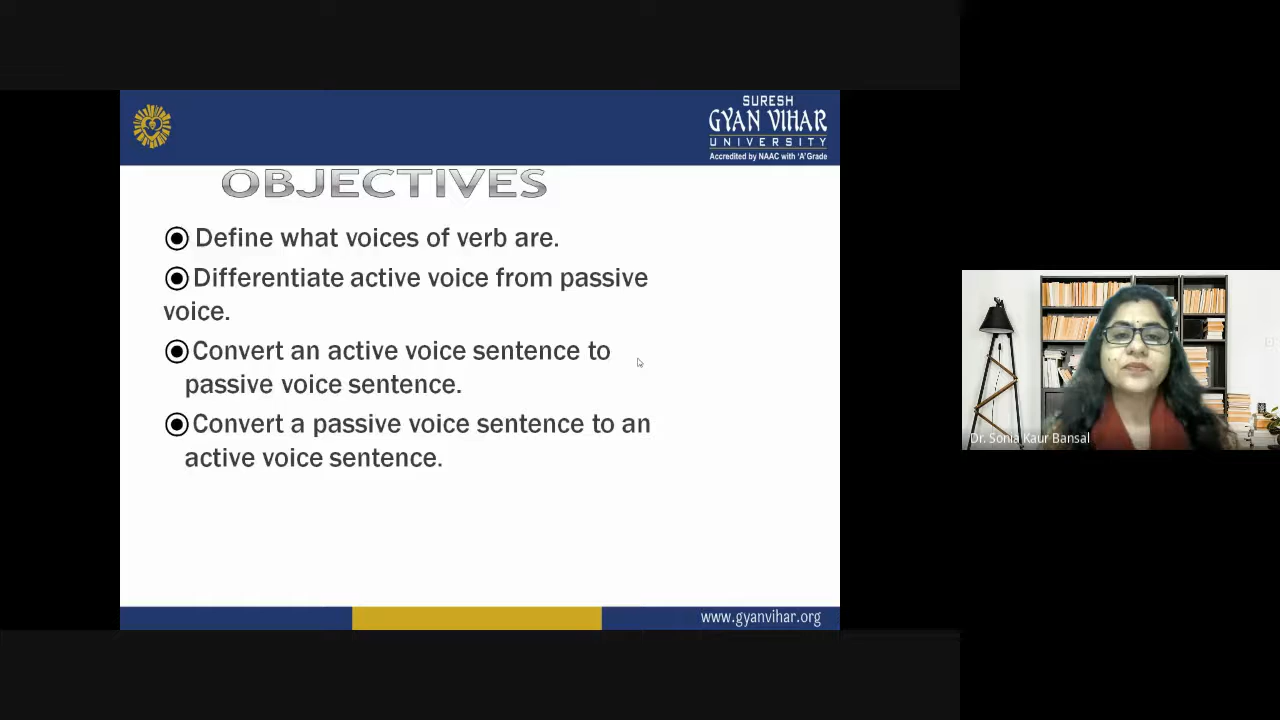 SURESH
GYAN VIHAR
UNIVERSITY
Accredited by NAAC with 'A' Grade
OBJECTIVES
Define what voices of verb are.
Differentiate active voice from passive
voice.
Convert an active voice sentence to
passive voice sentence.
Convert a passive voice sentence to an
active voice sentence.
Dr. Sonia Kaur Bansal
www.gyanvihar.org